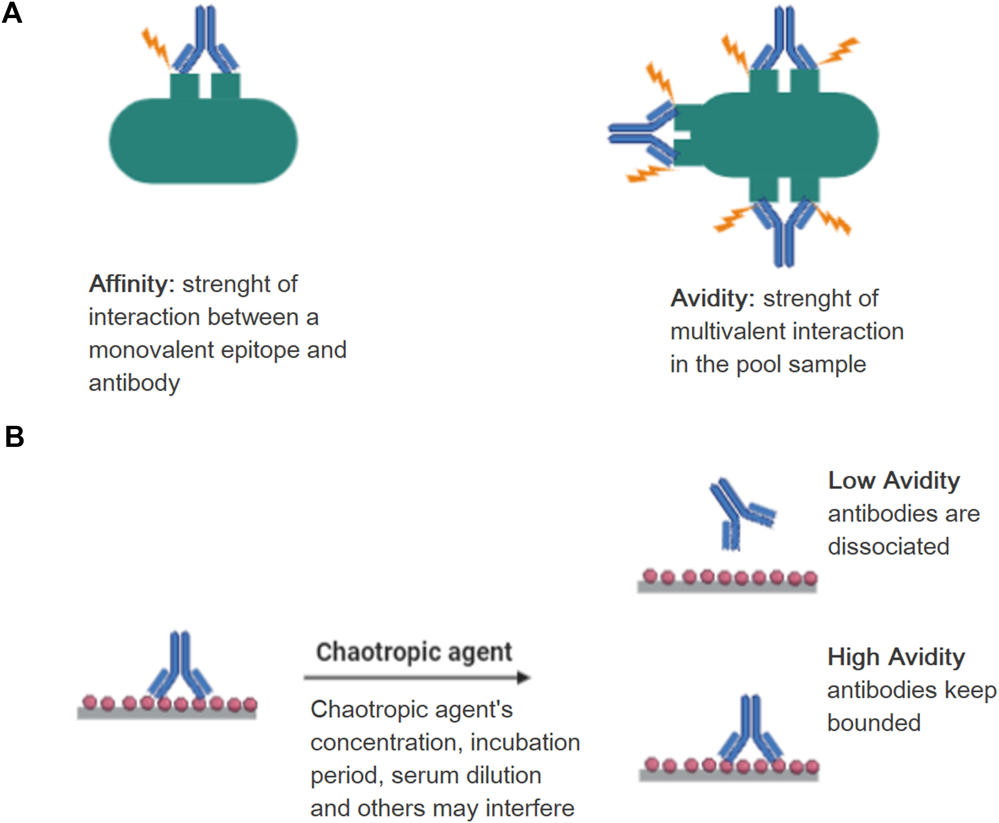 A
Affinity: strenght of
interaction between a
monovalent epitope and
antibody
Avidity: strenght of
multivalent interaction
in the pool sample
B
Chaotropic agent
Chaotropic agent's
concentration, incubation
period, serum dilution
and others may interfere
Low Avidity
antibodies are
dissociated
High Avidity
antibodies keep
bounded